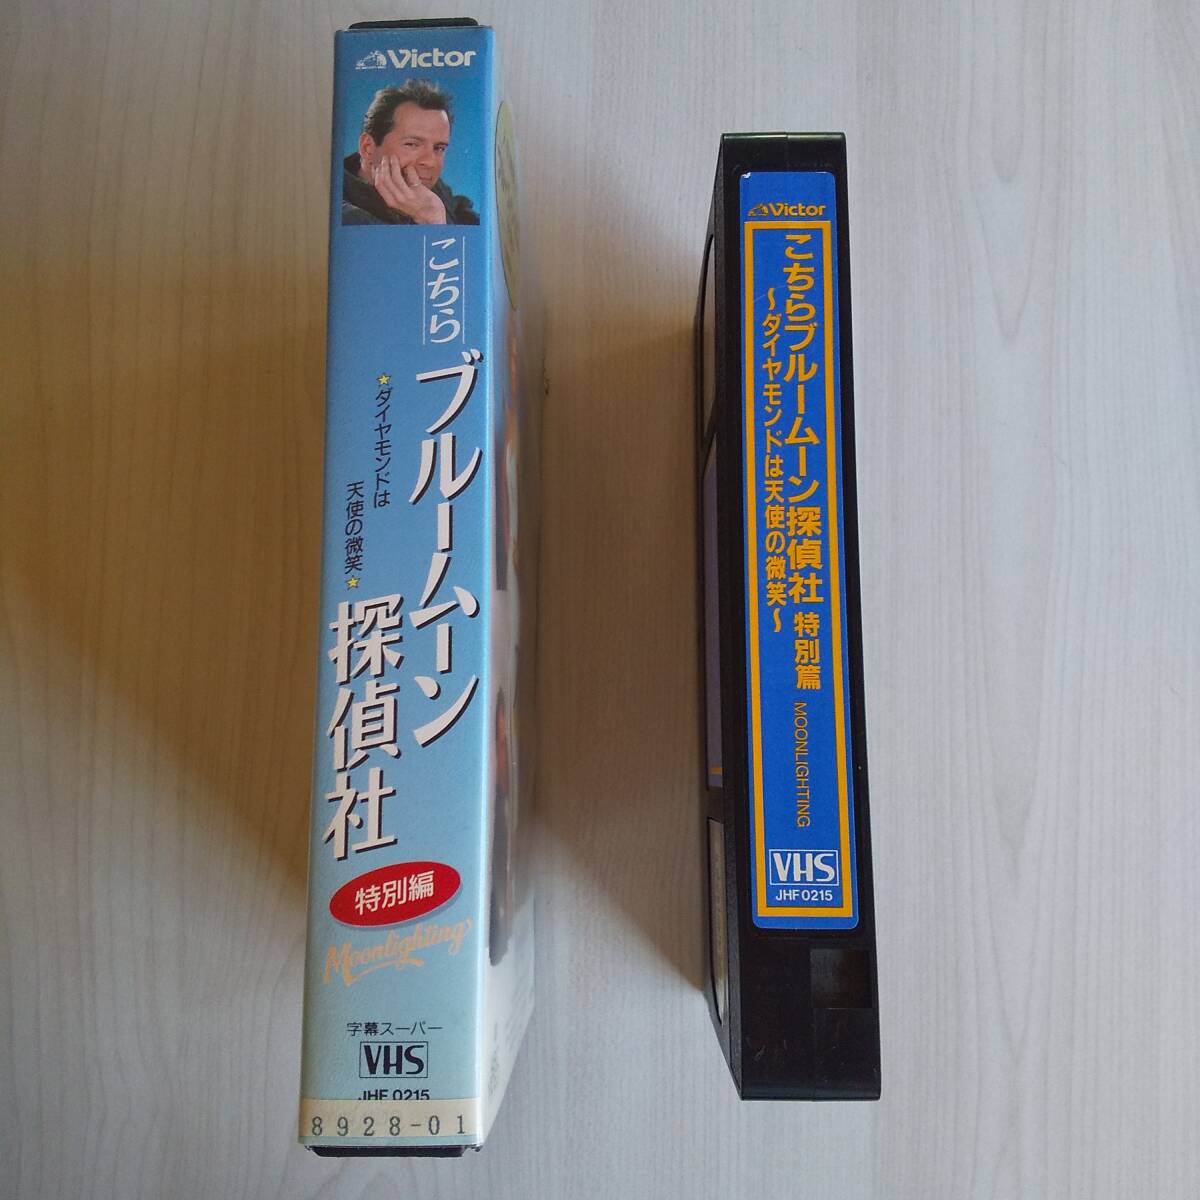 Victor
こちら
ブルームーン
探偵社
★ダイヤモンドは
天使の微笑★
特別編
Moonlighting
字幕スーパー
VHS
JHF 0215
8928-01
Victor
こちらブルームーン探偵社 特別篇 MOONLIGHTING
〜ダイヤモンドは天使の微笑〜
VHS
JHF 0215